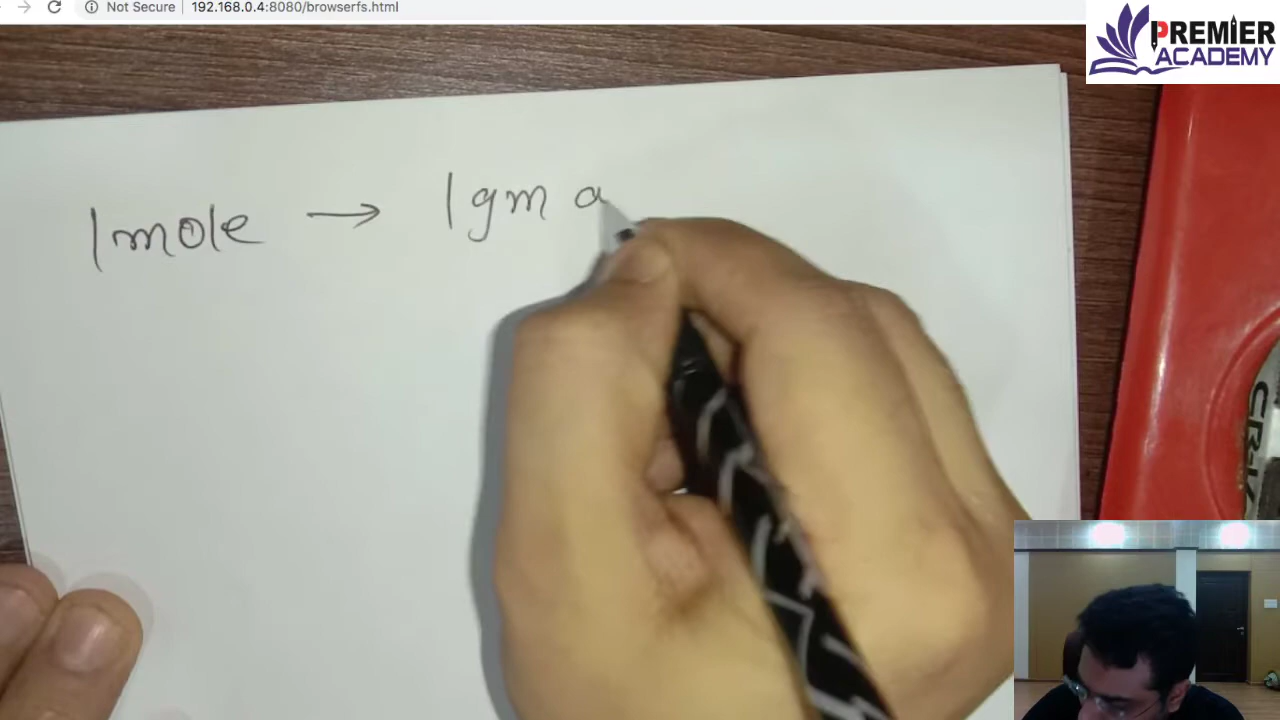 Not Secure | 192.168.0.4:8080/browserfs.html
PREMIER
ACADEMY
1 mole → 1 gm a